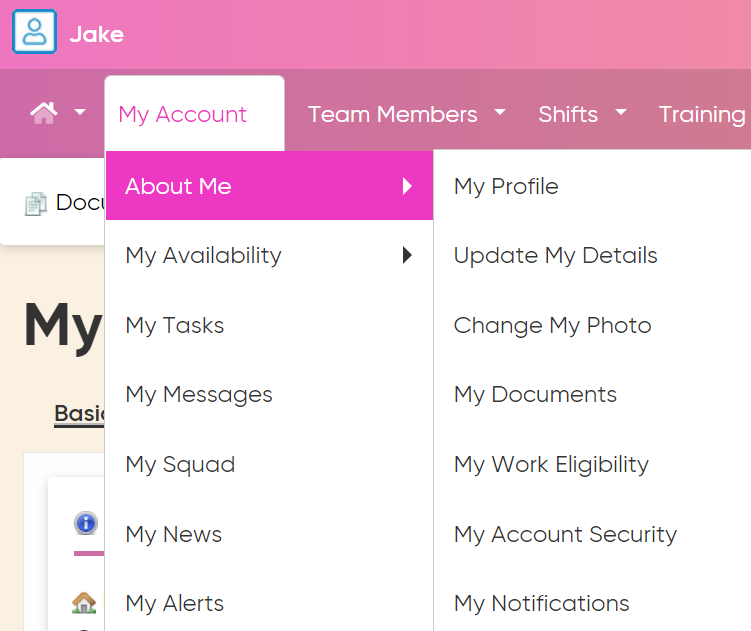 Jake
My Account
Team Members
Shifts
Training
About Me
My Profile
Docu
My Availability
Update My Details
My
My Tasks
Change My Photo
My Messages
My Documents
Basic
My Squad
My Work Eligibility
My News
My Account Security
My Alerts
My Notifications